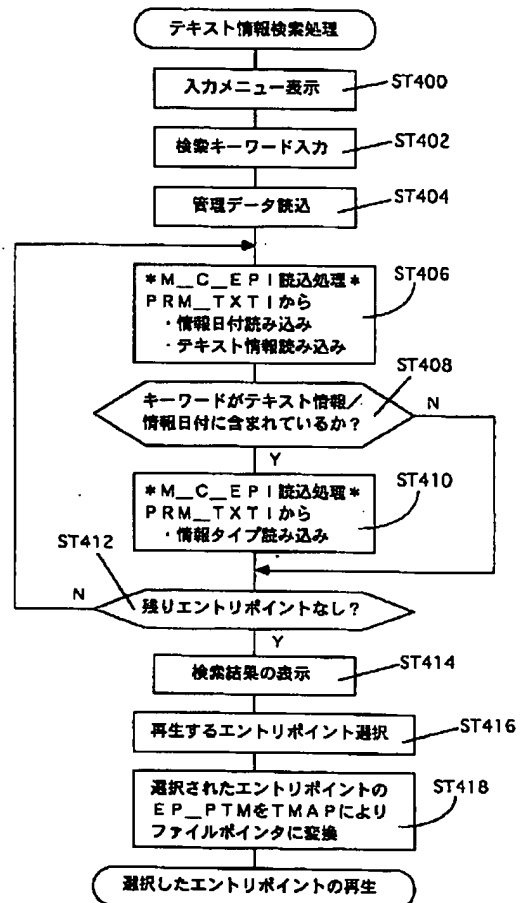 テキスト情報検索処理
入力メニュー表示
ST400
検索キーワード入力
ST402
管理データ読込
ST404
*M__C__EPI読込処理*
PRM__TXTIから
・情報日付読み込み
・テキスト情報読み込み
ST406
キーワードがテキスト情報/
情報日付に含まれているか?
ST408
N
Y
*M__C__EPI読込処理*
PRM__TXTIから
・情報タイプ読み込み
ST410
ST412
N
残りエントリポイントなし?
Y
検索結果の表示
ST414
再生するエントリポイント選択
ST416
選択されたエントリポイントの
EP__PTMをTMAPにより
ファイルポインタに変換
ST418
選択したエントリポイントの再生